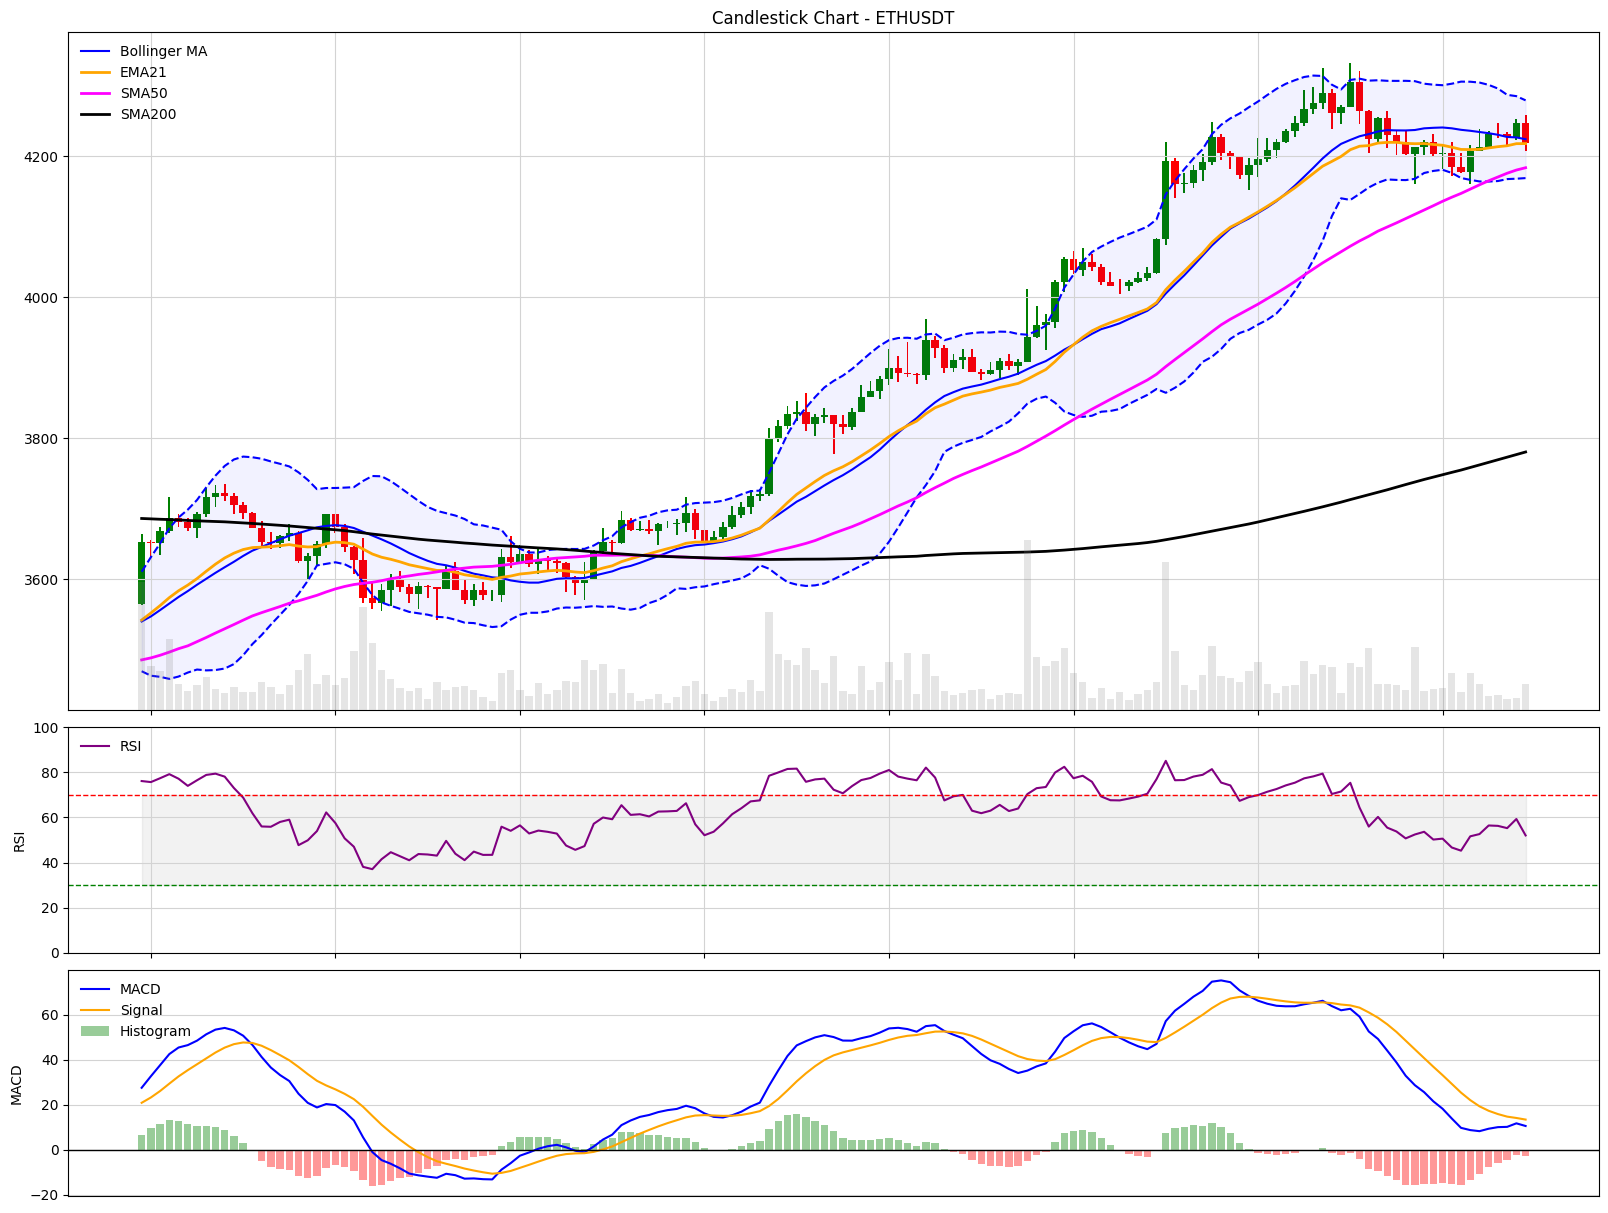 Candlestick Chart - ETHUSDT
Bollinger MA
EMA21
SMA50
SMA200
4200
4000
3800
3600
100
80
60
40
20
0
RSI
RSI
60
40
20
0
−20
MACD
MACD
Signal
Histogram